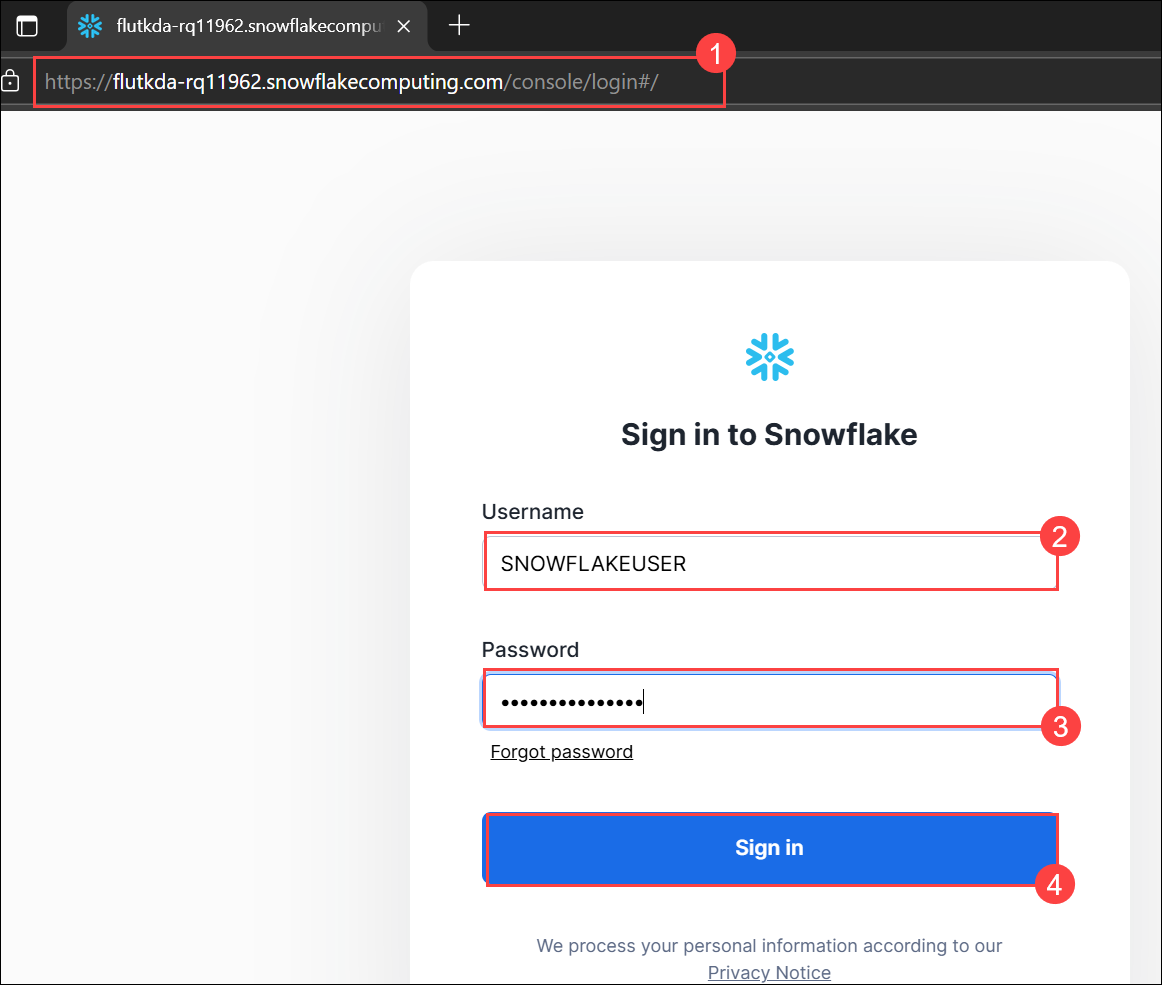 flutkda-rq11962.snowflakecompu
1
https://flutkda-rq11962.snowflakecomputing.com/console/login#/
Sign in to Snowflake
Username
2
SNOWFLAKEUSER
Password
•••••••••••••••
3
Forgot password
Sign in
4
We process your personal information according to our
Privacy Notice